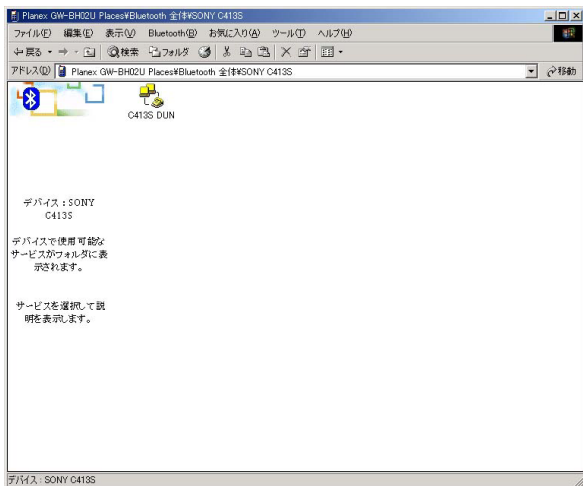 Planex GW-BH02U Places¥Bluetooth 全体¥SONY C413S
ファイル(F) 編集(E) 表示(V) Bluetooth(B) お気に入り(A) ツール(T) ヘルプ(H)
戻る 検索 フォルダ
アドレス(D) Planex GW-BH02U Places¥Bluetooth 全体¥SONY C413S 移動
C413S DUN
デバイス : SONY
C413S
デバイスで使用可能な
サービスがフォルダに表
示されます。
サービスを選択して説
明を表示します。
デバイス : SONY C413S